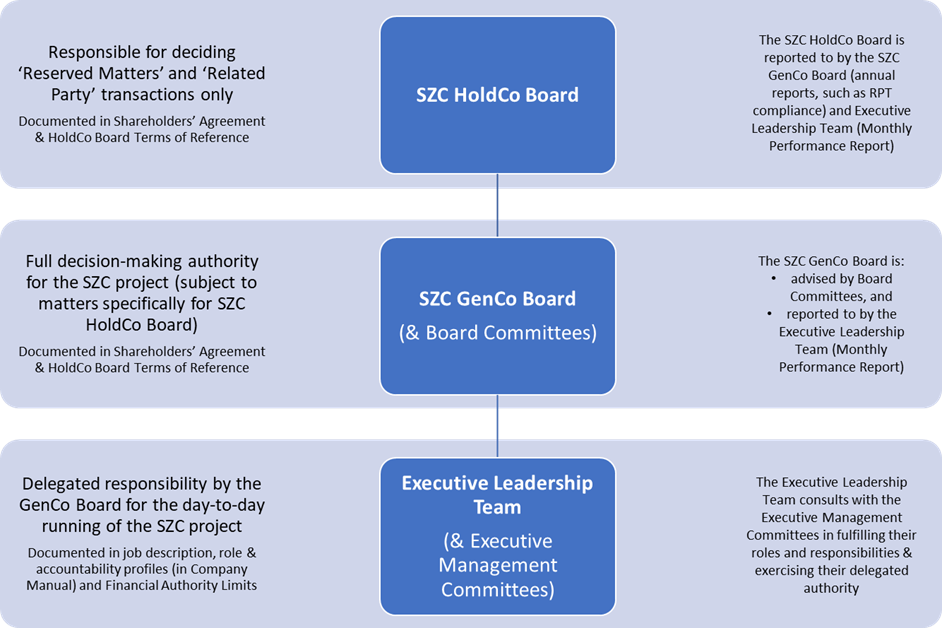 Responsible for deciding
‘Reserved Matters’ and ‘Related
Party’ transactions only
Documented in Shareholders’ Agreement
& HoldCo Board Terms of Reference
SZC HoldCo Board
The SZC HoldCo Board is
reported to by the SZC
GenCo Board (annual
reports, such as RPT
compliance) and Executive
Leadership Team (Monthly
Performance Report)
Full decision-making authority
for the SZC project (subject to
matters specifically for SZC
HoldCo Board)
Documented in Shareholders’ Agreement
& HoldCo Board Terms of Reference
SZC GenCo Board
(& Board Committees)
The SZC GenCo Board is:
• advised by Board
Committees, and
• reported to by the
Executive Leadership
Team (Monthly
Performance Report)
Delegated responsibility by the
GenCo Board for the day-to-day
running of the SZC project
Documented in job description, role &
accountability profiles (in Company
Manual) and Financial Authority Limits
Executive Leadership
Team
(& Executive
Management
Committees)
The Executive Leadership
Team consults with the
Executive Management
Committees in fulfilling their
roles and responsibilities &
exercising their delegated
authority